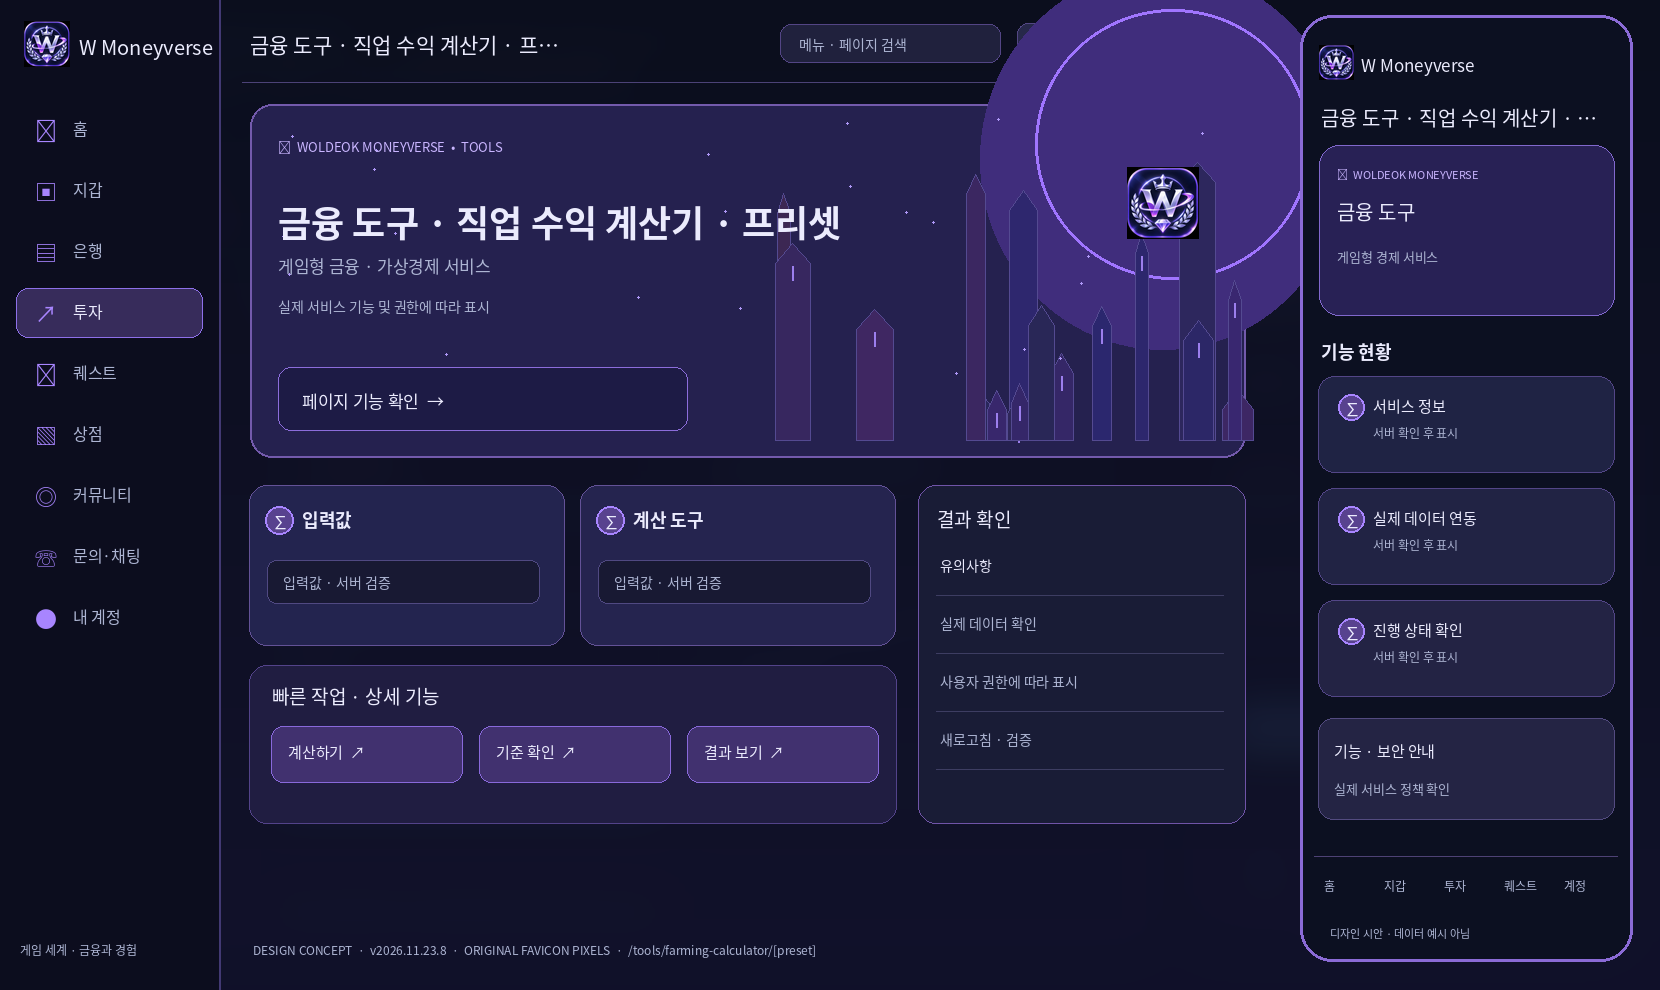 W Moneyverse
홈
지갑
은행
투자
퀘스트
상점
커뮤니티
문의·채팅
내 계정
게임 세계 · 금융과 경험
금융 도구 · 직업 수익 계산기 · 프…
메뉴 · 페이지 검색
WOLDEOK MONEYVERSE • TOOLS
금융 도구 · 직업 수익 계산기 · 프리셋
게임형 금융 · 가상경제 서비스
실제 서비스 기능 및 권한에 따라 표시
페이지 기능 확인 →
W
∑ 입력값
입력값 · 서버 검증
∑ 계산 도구
입력값 · 서버 검증
결과 확인
유의사항
실제 데이터 확인
사용자 권한에 따라 표시
새로고침 · 검증
빠른 작업 · 상세 기능
계산하기 ↗
기준 확인 ↗
결과 보기 ↗
DESIGN CONCEPT · v2026.11.23.8 · ORIGINAL FAVICON PIXELS · /tools/farming-calculator/[preset]
W Moneyverse
금융 도구 · 직업 수익 계산기 · …
WOLDEOK MONEYVERSE
금융 도구
게임형 경제 서비스
기능 현황
∑ 서비스 정보
서버 확인 후 표시
∑ 실제 데이터 연동
서버 확인 후 표시
∑ 진행 상태 확인
서버 확인 후 표시
기능 · 보안 안내
실제 서비스 정책 확인
홈 지갑 투자 퀘스트 계정
디자인 시안 · 데이터 예시 아님